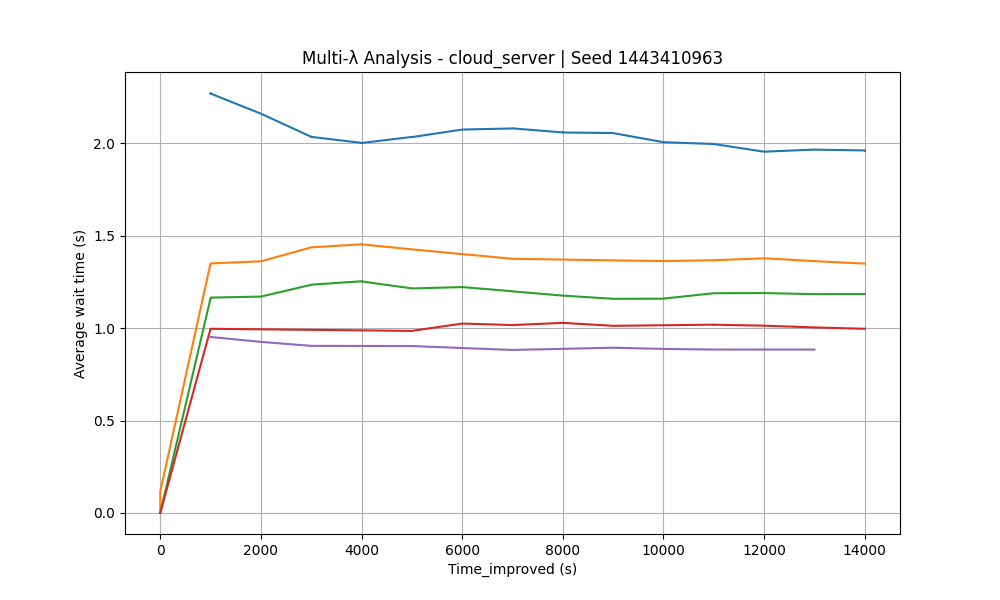 Multi-λ Analysis - cloud_server | Seed 1443410963
Average wait time (s)
2.0
1.5
1.0
0.5
0.0
0 2000 4000 6000 8000 10000 12000 14000
Time_improved (s)